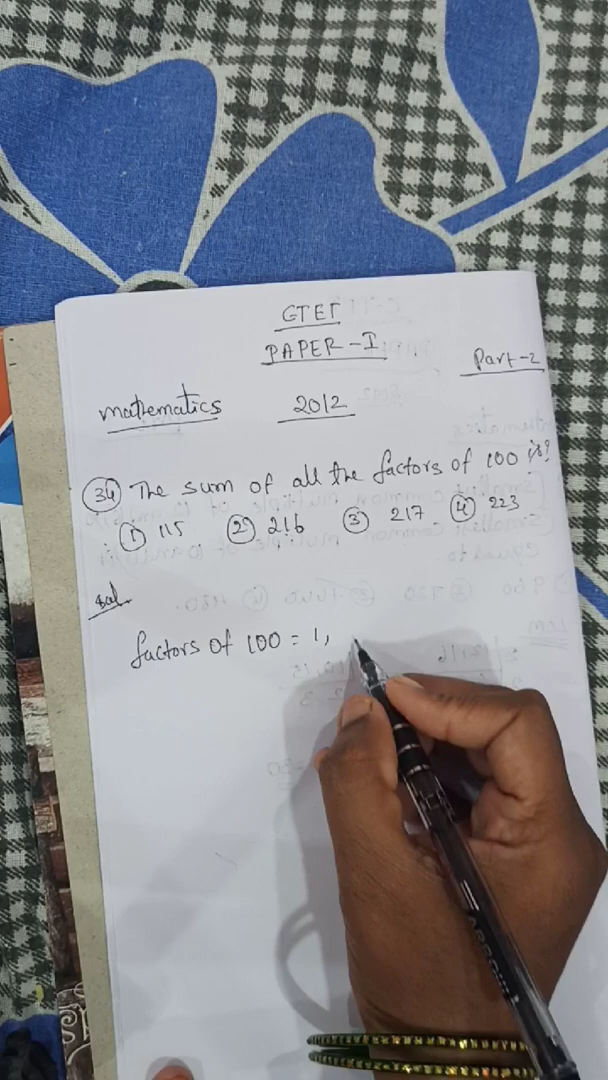 CTET
PAPER-I
Part-2
mathematics 2012
34 The sum of all the factors of 100 is?
1 115 2 216 3 217 4 223
Sol
factors of 100 = 1,